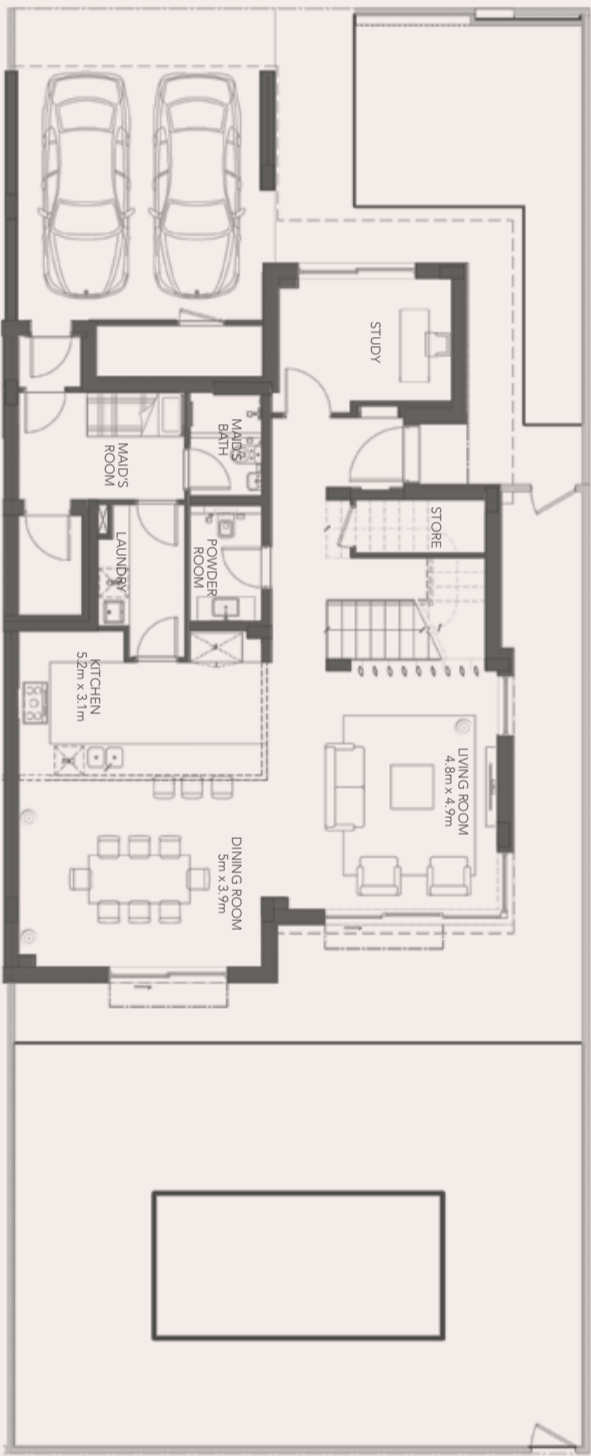 STUDY
MAID'S
BATH
MAID'S
ROOM
STORE
LAUNDRY
POWDER
ROOM
KITCHEN
5.2m x 3.1m
LIVING ROOM
4.8m x 4.9m
DINING ROOM
5m x 3.9m